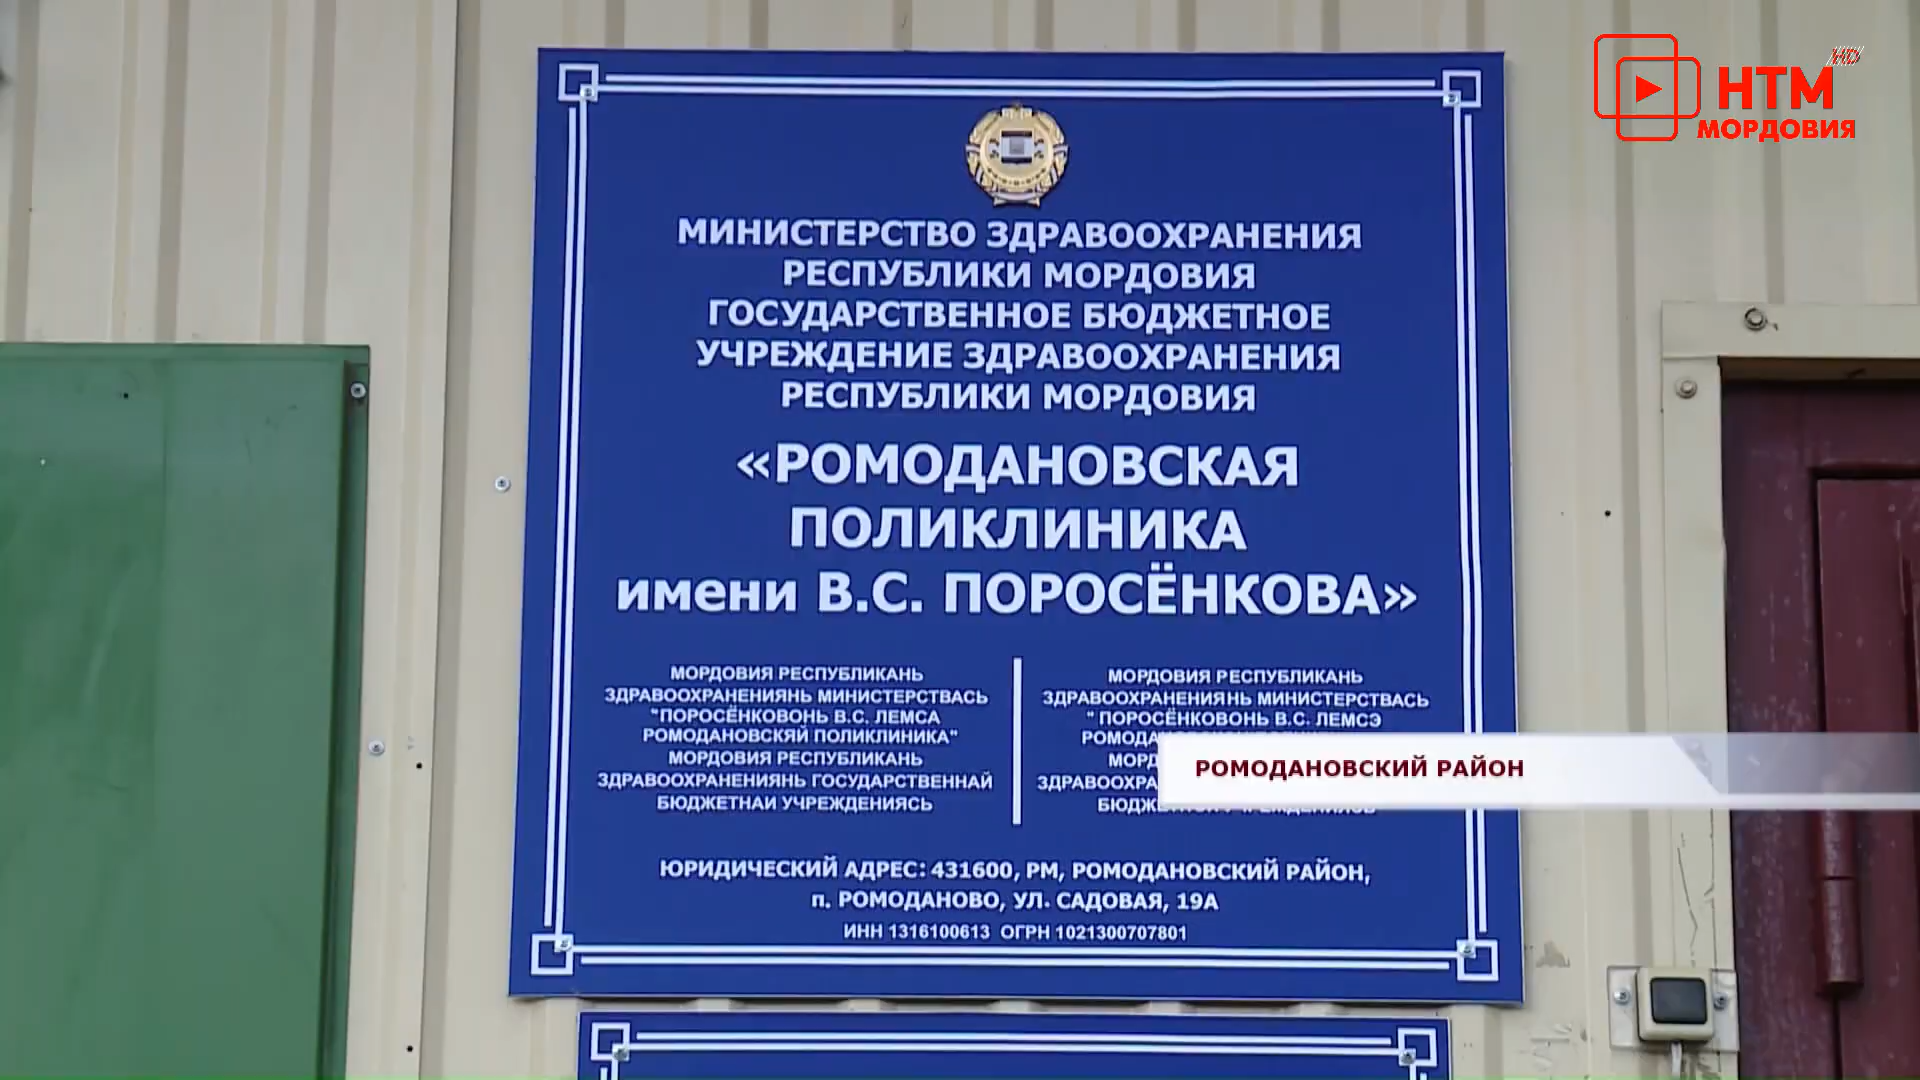 МИНИСТЕРСТВО ЗДРАВООХРАНЕНИЯ
РЕСПУБЛИКИ МОРДОВИЯ
ГОСУДАРСТВЕННОЕ БЮДЖЕТНОЕ
УЧРЕЖДЕНИЕ ЗДРАВООХРАНЕНИЯ
РЕСПУБЛИКИ МОРДОВИЯ
«РОМОДАНОВСКАЯ
ПОЛИКЛИНИКА
имени В.С. ПОРОСЁНКОВА»
МОРДОВИЯ РЕСПУБЛИКАНЬ
ЗДРАВООХРАНЕНИЯНЬ МИНИСТЕРСТВАСЬ
"ПОРОСЁНКОВОНЬ В.С. ЛЕМСА
РОМОДАНОВСКЯЙ ПОЛИКЛИНИКА"
МОРДОВИЯ РЕСПУБЛИКАНЬ
ЗДРАВООХРАНЕНИЯНЬ ГОСУДАРСТВЕННАЙ
БЮДЖЕТНАИ УЧРЕЖДЕНИЯСЬ
МОРДОВИЯ РЕСПУБЛИКАНЬ
ЗДРАВООХРАНЕНИЯНЬ МИНИСТЕРСТВАСЬ
" ПОРОСЁНКОВОНЬ В.С. ЛЕМСЭ
ЮРИДИЧЕСКИЙ АДРЕС: 431600, РМ, РОМОДАНОВСКИЙ РАЙОН,
п. РОМОДАНОВО, УЛ. САДОВАЯ, 19А
ИНН 1316100613 ОГРН 1021300707801
НТМ HD
МОРДОВИЯ
РОМОДАНОВСКИЙ РАЙОН